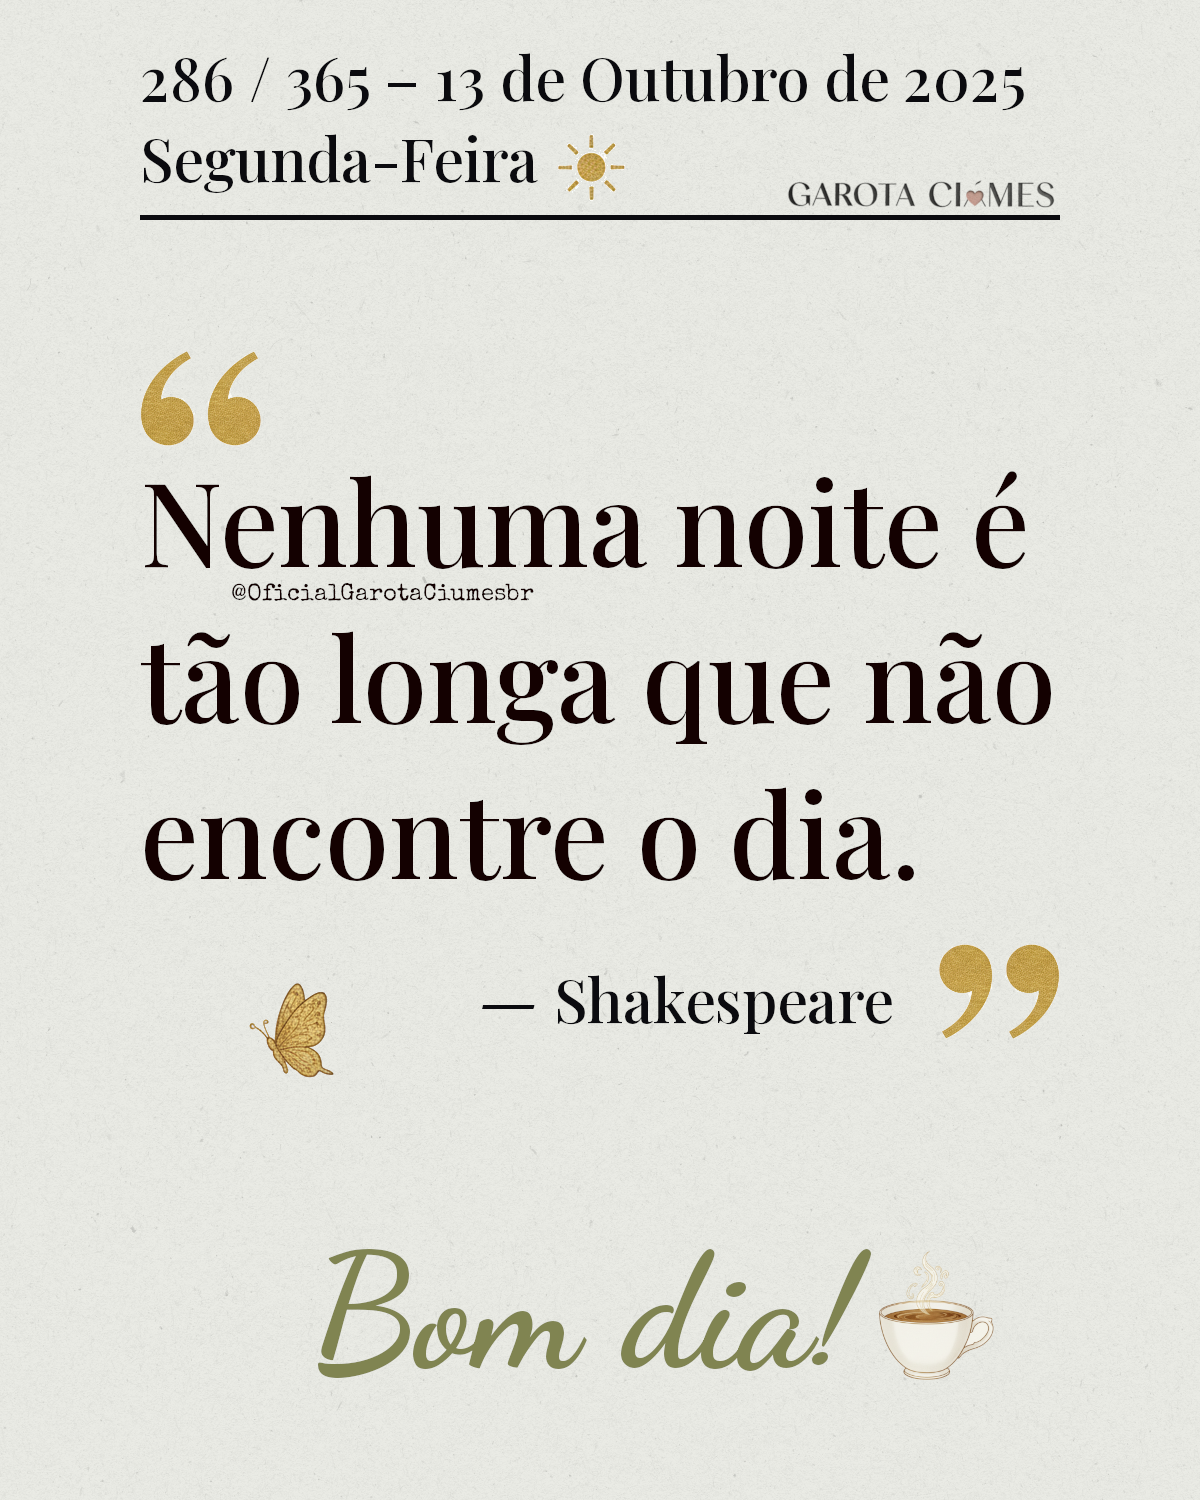 286 / 365 – 13 de Outubro de 2025
Segunda-Feira
GAROTA CIÚMES
“
Nenhuma noite é
@OficialGarotaCiumesbr
tão longa que não
encontre o dia.
— Shakespeare ”
Bom dia!